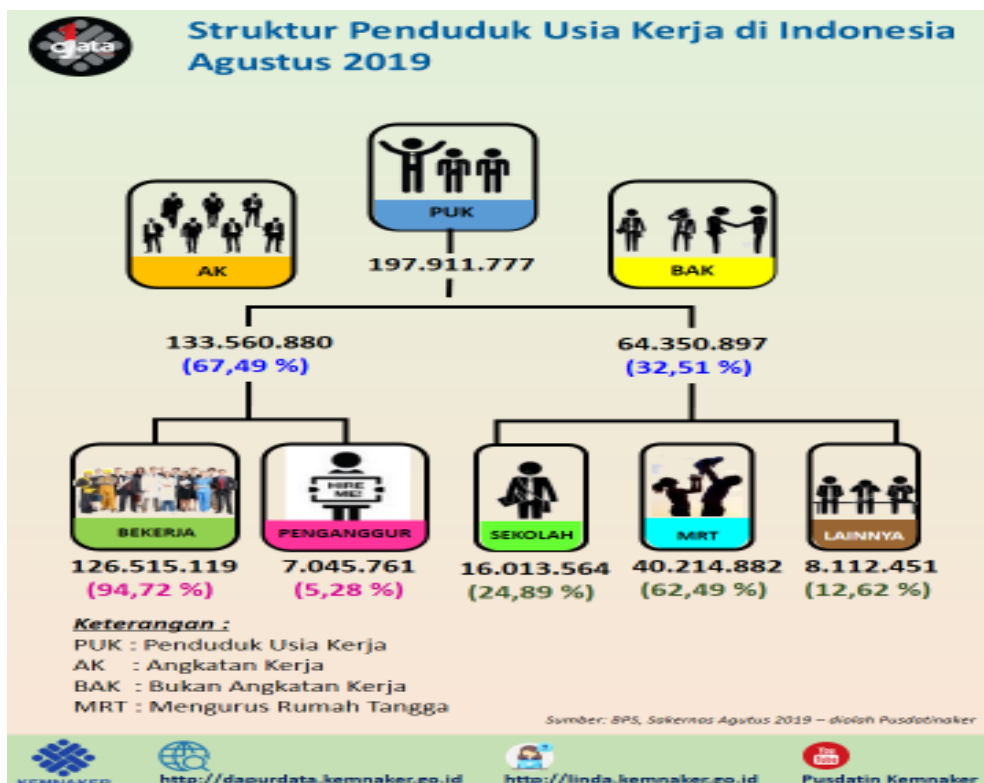 1
data
Struktur Penduduk Usia Kerja di Indonesia
Agustus 2019
PUK
AK
BAK
197.911.777
133.560.880
(67,49 %)
64.350.897
(32,51 %)
HIRE
ME!
BEKERJA
PENGANGGUR
SEKOLAH
MRT
LAINNYA
126.515.119
(94,72 %)
7.045.761
(5,28 %)
16.013.564
(24,89 %)
40.214.882
(62,49 %)
8.112.451
(12,62 %)
Keterangan :
PUK : Penduduk Usia Kerja
AK : Angkatan Kerja
BAK : Bukan Angkatan Kerja
MRT : Mengurus Rumah Tangga
Sumber: BPS, Sakernas Agutus 2019 – diolah Pusdatinaker
KEMNAKER
http://dapurdata.kemnaker.go.id
http://linda.kemnaker.go.id
You
Tube
Pusdatin Kemnaker